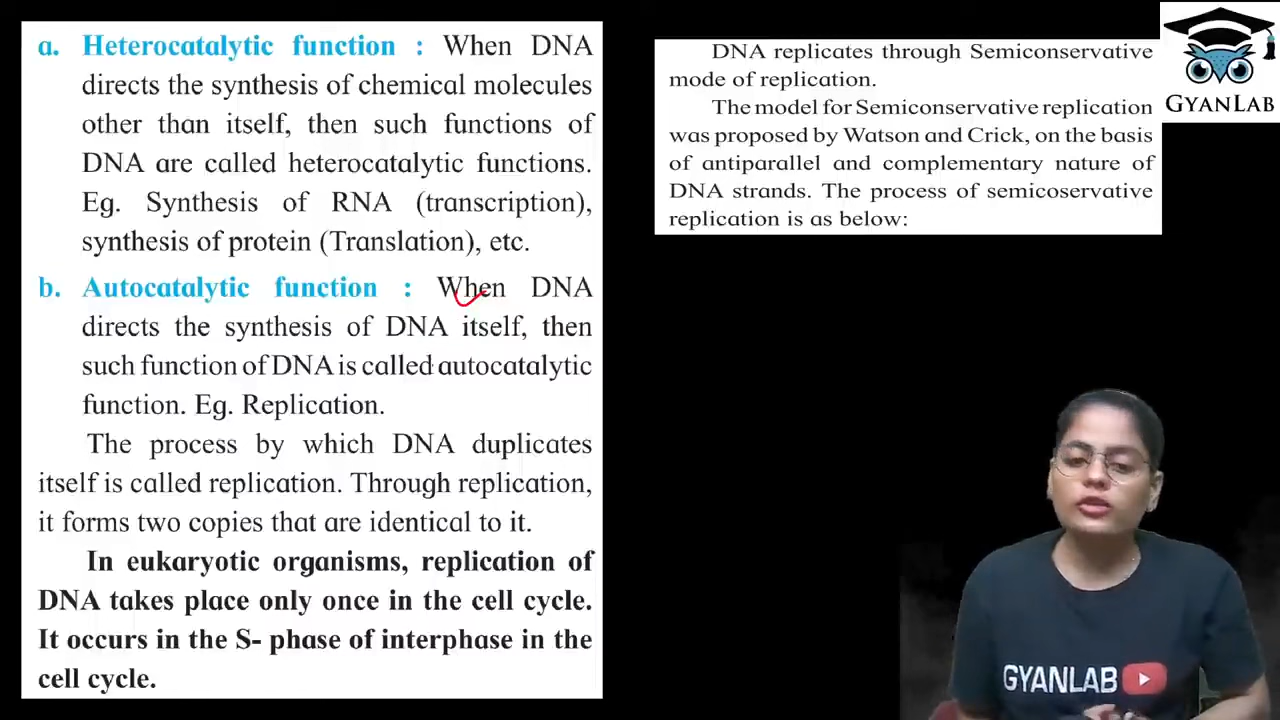 a. Heterocatalytic function : When DNA
directs the synthesis of chemical molecules
other than itself, then such functions of
DNA are called heterocatalytic functions.
Eg. Synthesis of RNA (transcription),
synthesis of protein (Translation), etc.
b. Autocatalytic function : When DNA
directs the synthesis of DNA itself, then
such function of DNA is called autocatalytic
function. Eg. Replication.
The process by which DNA duplicates
itself is called replication. Through replication,
it forms two copies that are identical to it.
In eukaryotic organisms, replication of
DNA takes place only once in the cell cycle.
It occurs in the S- phase of interphase in the
cell cycle.
DNA replicates through Semiconservative
mode of replication.
The model for Semiconservative replication
was proposed by Watson and Crick, on the basis
of antiparallel and complementary nature of
DNA strands. The process of semicoservative
replication is as below:
GYANLAB
GYANLAB